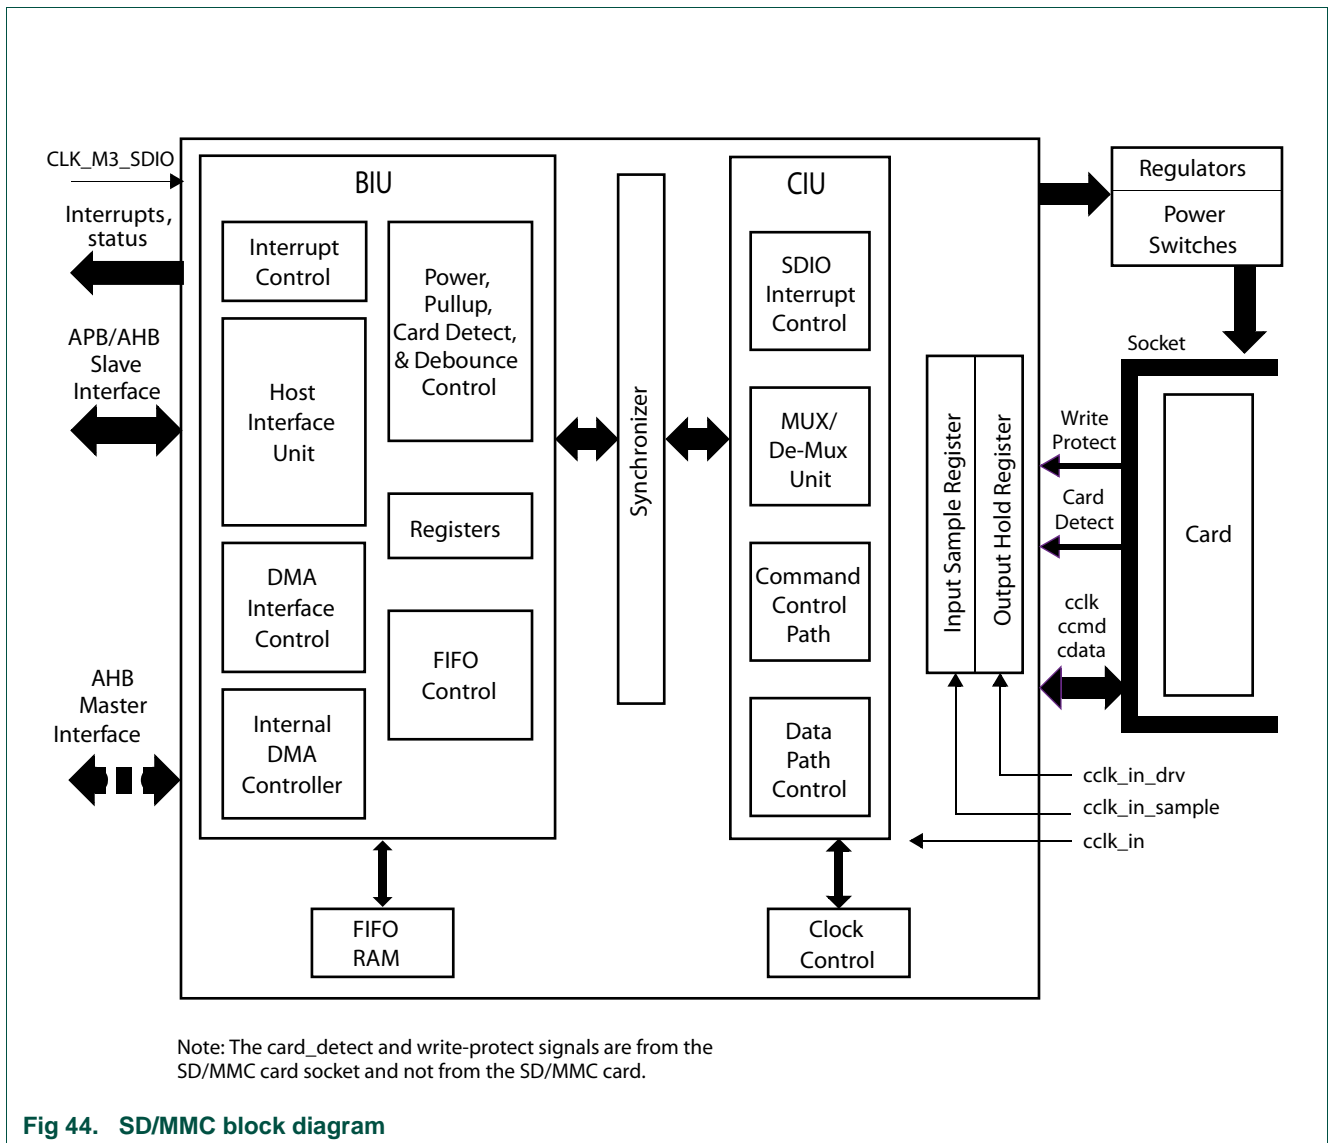 CLK_M3_SDIO
Interrupts,
status
APB/AHB
Slave
Interface
AHB
Master
Interface
BIU
Interrupt
Control
Host
Interface
Unit
DMA
Interface
Control
Internal
DMA
Controller
Power,
Pullup,
Card Detect,
& Debounce
Control
Registers
FIFO
Control
FIFO
RAM
Synchronizer
CIU
SDIO
Interrupt
Control
MUX/
De-Mux
Unit
Command
Control
Path
Data
Path
Control
Clock
Control
Input Sample Register
Output Hold Register
Regulators
Power
Switches
Socket
Write
Protect
Card
Detect
cclk
ccmd
cdata
Card
cclk_in_drv
cclk_in_sample
cclk_in
Note: The card_detect and write-protect signals are from the
SD/MMC card socket and not from the SD/MMC card.
Fig 44. SD/MMC block diagram